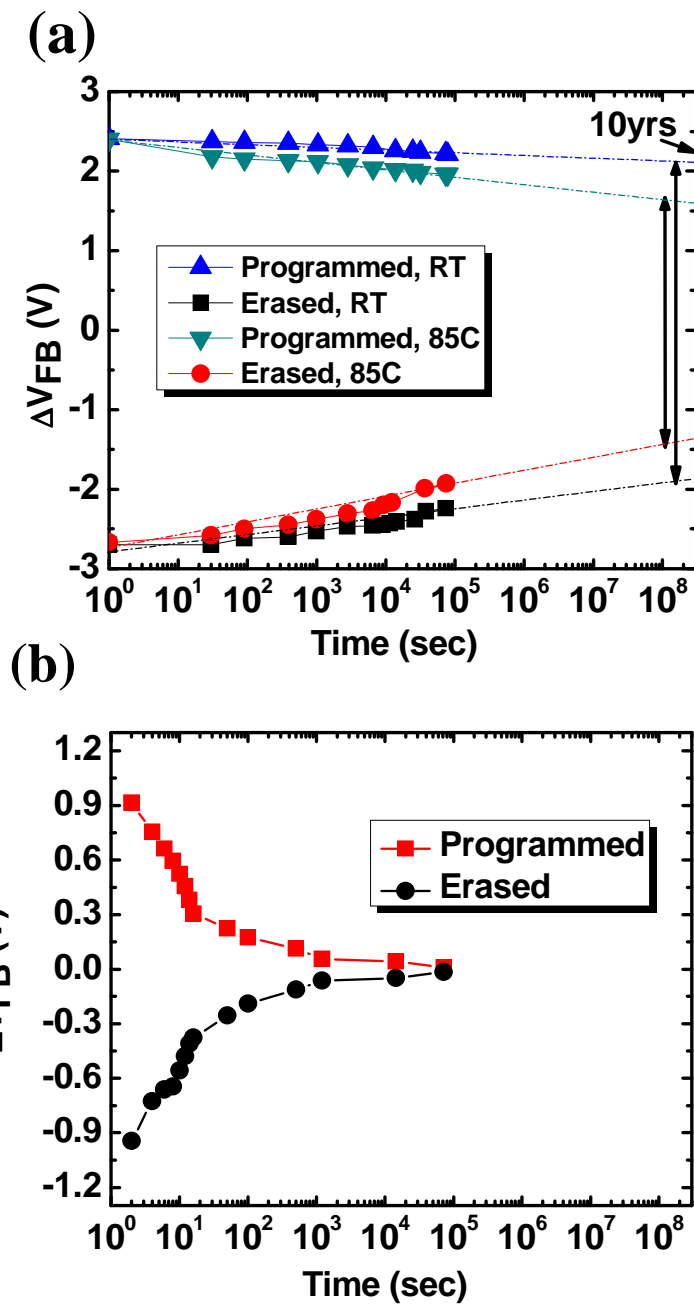 (a)
3
2
1
0
-1
-2
-3
ΔV_FB (V)
10yrs
Programmed, RT
Erased, RT
Programmed, 85C
Erased, 85C
10^0 10^1 10^2 10^3 10^4 10^5 10^6 10^7 10^8
Time (sec)
(b)
1.2
0.9
0.6
0.3
0.0
-0.3
-0.6
-0.9
-1.2
Programmed
Erased
10^0 10^1 10^2 10^3 10^4 10^5 10^6 10^7 10^8
Time (sec)